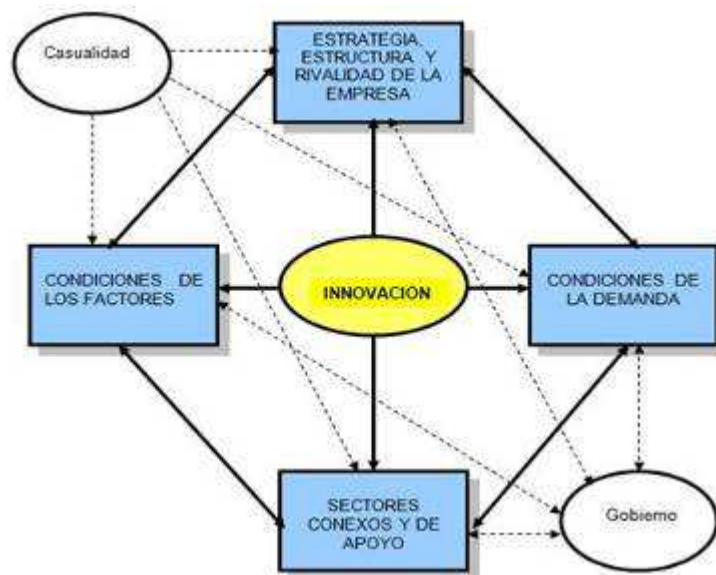 Casualidad
ESTRATEGIA,
ESTRUCTURA Y
RIVALIDAD DE LA
EMPRESA
CONDICIONES DE
LOS FACTORES
INNOVACION
CONDICIONES DE
LA DEMANDA
SECTORES
CONEXOS Y DE
APOYO
Gobierno